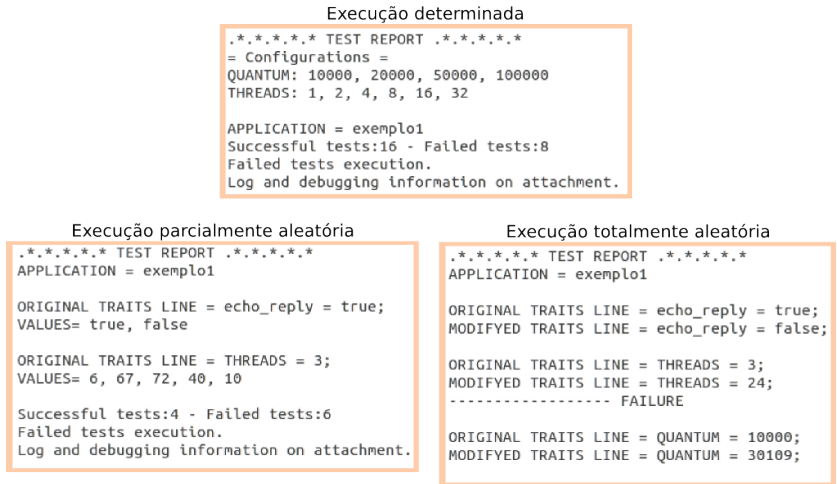 Execução determinada
.*.*.*.*.* TEST REPORT .*.*.*.*.*
= Configurations =
QUANTUM: 10000, 20000, 50000, 100000
THREADS: 1, 2, 4, 8, 16, 32
APPLICATION = exemplo1
Successful tests:16 - Failed tests:8
Failed tests execution.
Log and debugging information on attachment.
Execução parcialmente aleatória
.*.*.*.*.* TEST REPORT .*.*.*.*.*
APPLICATION = exemplo1
ORIGINAL TRAITS LINE = echo_reply = true;
VALUES= true, false
ORIGINAL TRAITS LINE = THREADS = 3;
VALUES= 6, 67, 72, 40, 10
Successful tests:4 - Failed tests:6
Failed tests execution.
Log and debugging information on attachment.
Execução totalmente aleatória
.*.*.*.*.* TEST REPORT .*.*.*.*.*
APPLICATION = exemplo1
ORIGINAL TRAITS LINE = echo_reply = true;
MODIFYED TRAITS LINE = echo_reply = false;
ORIGINAL TRAITS LINE = THREADS = 3;
MODIFYED TRAITS LINE = THREADS = 24;
------------------ FAILURE
ORIGINAL TRAITS LINE = QUANTUM = 10000;
MODIFYED TRAITS LINE = QUANTUM = 30109;